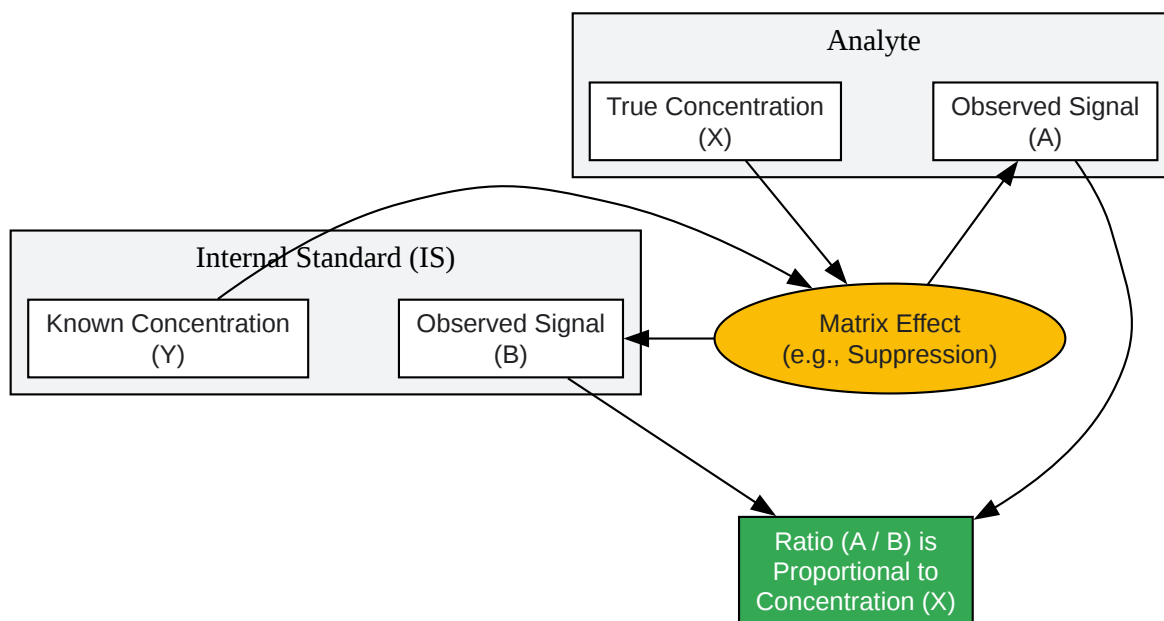 Analyte
True Concentration
(X)
Observed Signal
(A)
Internal Standard (IS)
Known Concentration
(Y)
Observed Signal
(B)
Matrix Effect
(e.g., Suppression)
Ratio (A / B) is
Proportional to
Concentration (X)